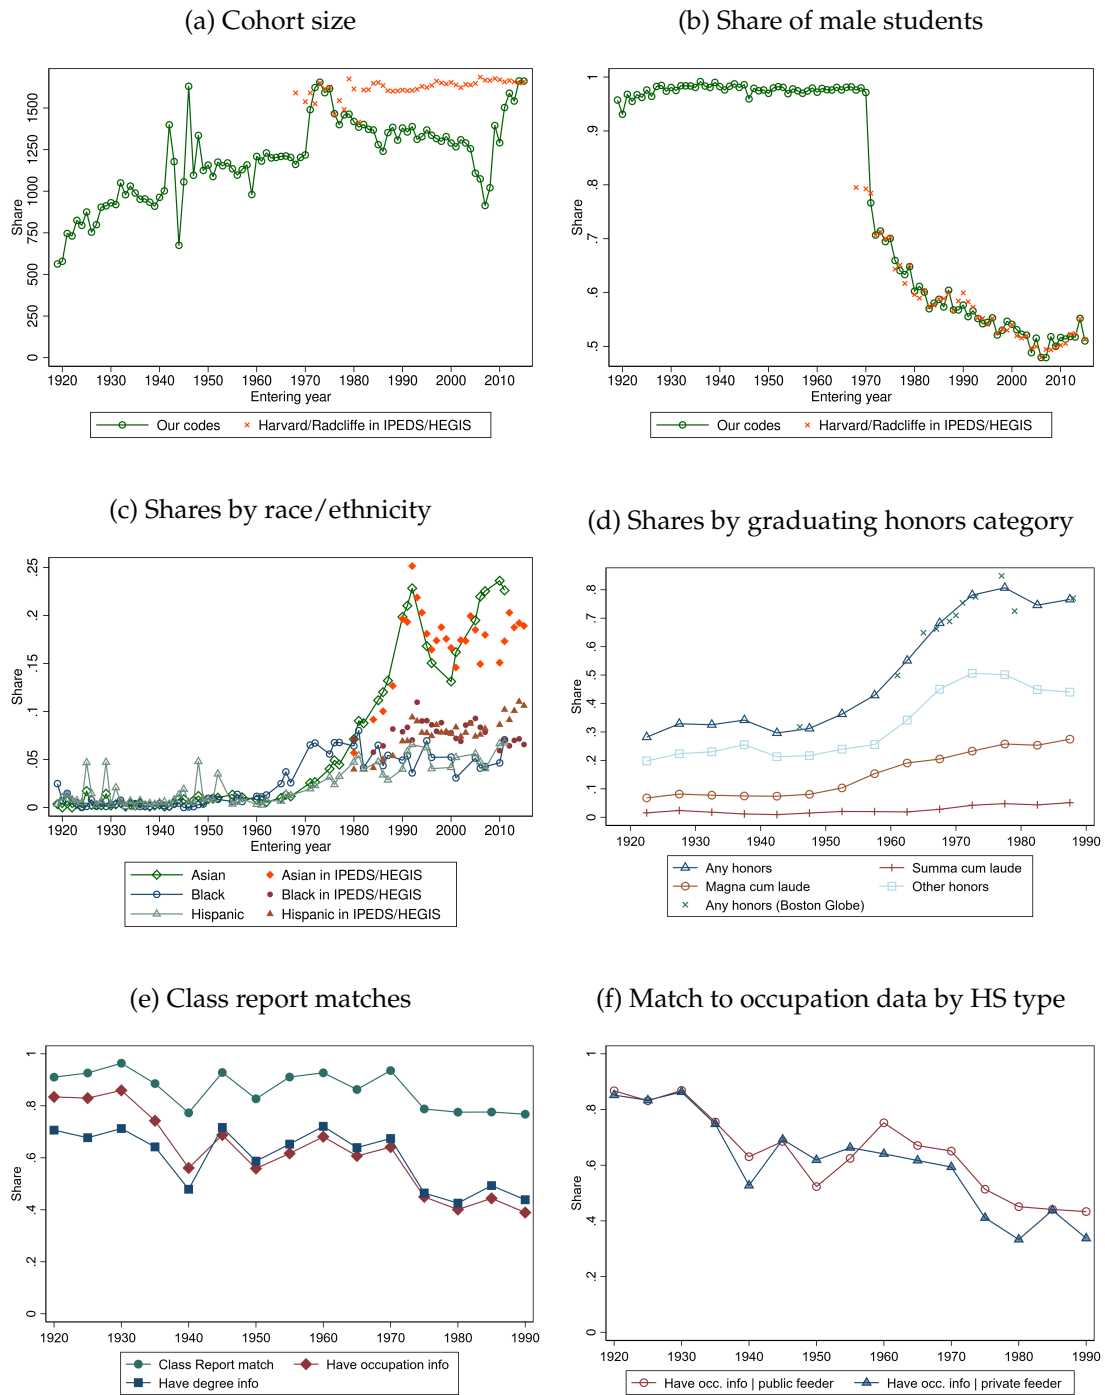 (a) Cohort size
Share
0 250 500 750 1000 1250 1500
1920 1930 1940 1950 1960 1970 1980 1990 2000 2010
Entering year
Our codes Harvard/Radcliffe in IPEDS/HEGIS
(b) Share of male students
Share
.5 .6 .7 .8 .9 1
1920 1930 1940 1950 1960 1970 1980 1990 2000 2010
Entering year
Our codes Harvard/Radcliffe in IPEDS/HEGIS
(c) Shares by race/ethnicity
Share
0 .05 .1 .15 .2 .25
1920 1930 1940 1950 1960 1970 1980 1990 2000 2010
Entering year
Asian Asian in IPEDS/HEGIS
Black Black in IPEDS/HEGIS
Hispanic Hispanic in IPEDS/HEGIS
(d) Shares by graduating honors category
Share
0 .1 .2 .3 .4 .5 .6 .7 .8
1920 1930 1940 1950 1960 1970 1980 1990
Any honors Summa cum laude
Magna cum laude Other honors
Any honors (Boston Globe)
(e) Class report matches
Share
0 .2 .4 .6 .8 1
1920 1930 1940 1950 1960 1970 1980 1990
Class Report match Have occupation info
Have degree info
(f) Match to occupation data by HS type
Share
0 .2 .4 .6 .8 1
1920 1930 1940 1950 1960 1970 1980 1990
Have occ. info | public feeder Have occ. info | private feeder